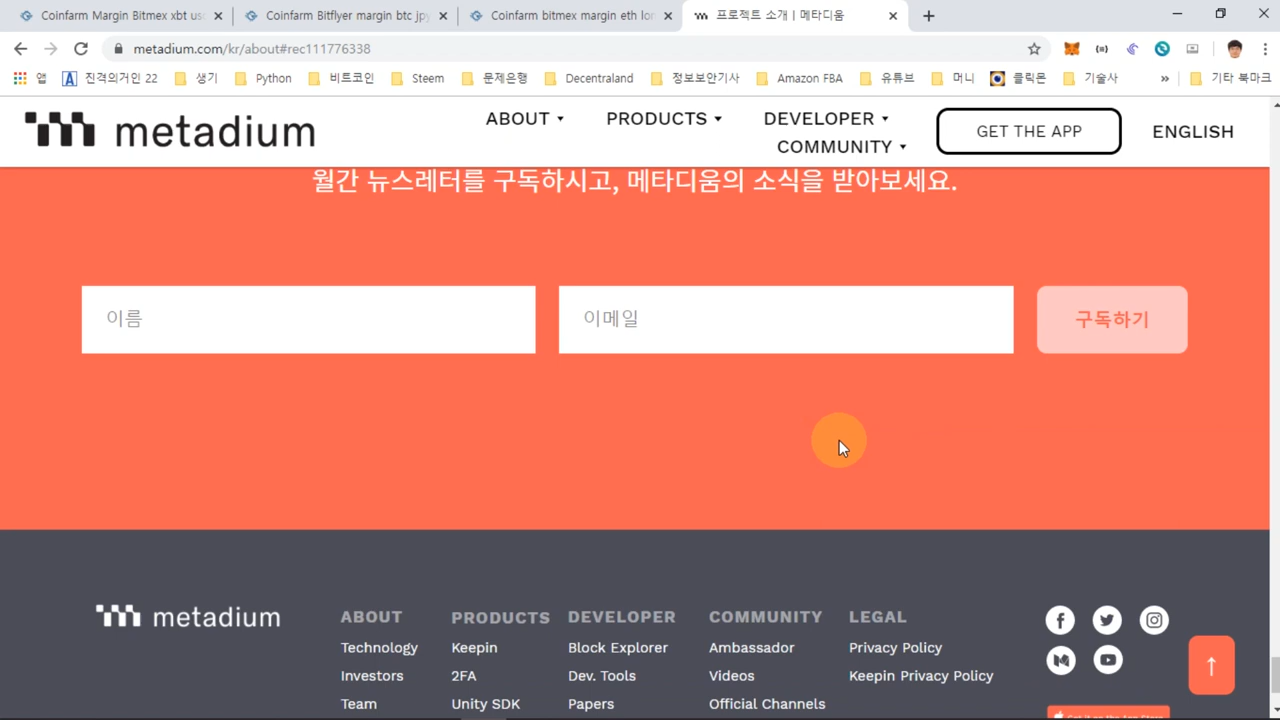 Coinfarm Margin Bitmex xbt us
Coinfarm Bitflyer margin btc jpy
Coinfarm bitmex margin eth lo
프로젝트 소개 | 메타디움
metadium.com/kr/about#rec111776338
앱
진격의거인 22
생기
Python
비트코인
Steem
문제은행
Decentraland
정보보안기사
Amazon FBA
유튜브
머니
클릭몬
기술사
»
기타 북마크
metadium
ABOUT
PRODUCTS
DEVELOPER
COMMUNITY
GET THE APP
ENGLISH
월간 뉴스레터를 구독하시고, 메타디움의 소식을 받아보세요.
이름
이메일
구독하기
metadium
ABOUT
Technology
Investors
Team
PRODUCTS
Keepin
2FA
Unity SDK
DEVELOPER
Block Explorer
Dev. Tools
Papers
COMMUNITY
Ambassador
Videos
Official Channels
LEGAL
Privacy Policy
Keepin Privacy Policy